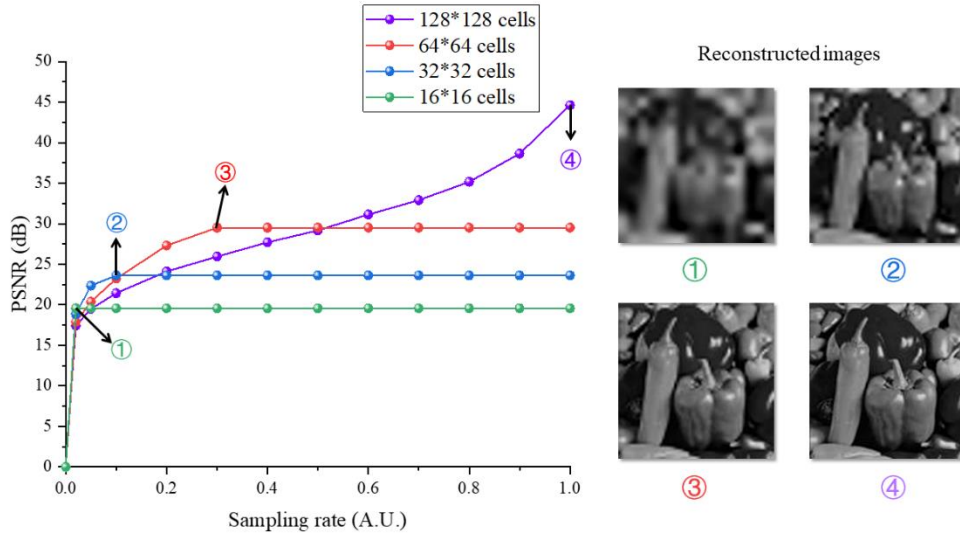 128*128 cells
64*64 cells
32*32 cells
16*16 cells
50
45
40
35
30
25
20
15
10
5
0
PSNR (dB)
0.0 0.2 0.4 0.6 0.8 1.0
Sampling rate (A.U.)
①
②
③
④
Reconstructed images
① ②
③ ④